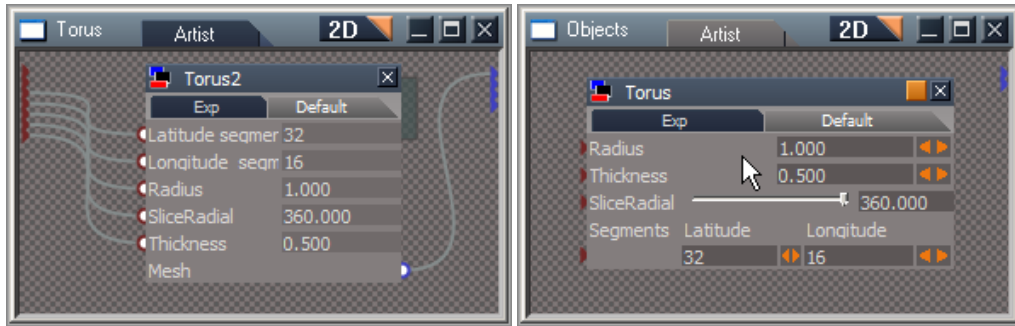 Torus Artist 2D
Torus2
Exp Default
Latitude segmer 32
Longitude segm 16
Radius 1.000
SliceRadial 360.000
Thickness 0.500
Mesh
Objects Artist 2D
Torus
Exp Default
Radius 1.000
Thickness 0.500
SliceRadial 360.000
Segments Latitude Longitude
32 16